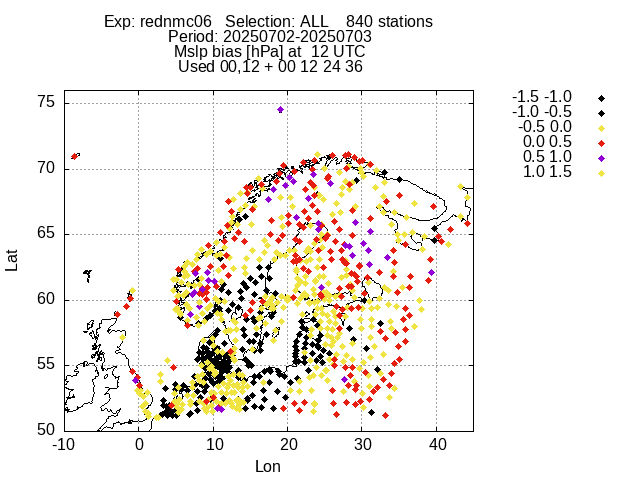 Exp: rednmc06   Selection: ALL    840 stations
Period: 20250702-20250703
Mslp bias [hPa] at  12 UTC
Used 00,12 + 00 12 24 36
-1.5 -1.0
-1.0 -0.5
-0.5 0.0
0.0 0.5
0.5 1.0
1.0 1.5
75
70
65
60
55
50
Lat
-10 0 10 20 30 40
Lon